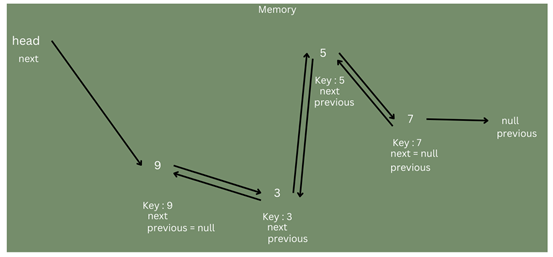 Memory
head
next
9
Key : 9
next
previous = null
3
Key : 3
next
previous
5
Key : 5
next
previous
7
Key : 7
next = null
previous
null
previous